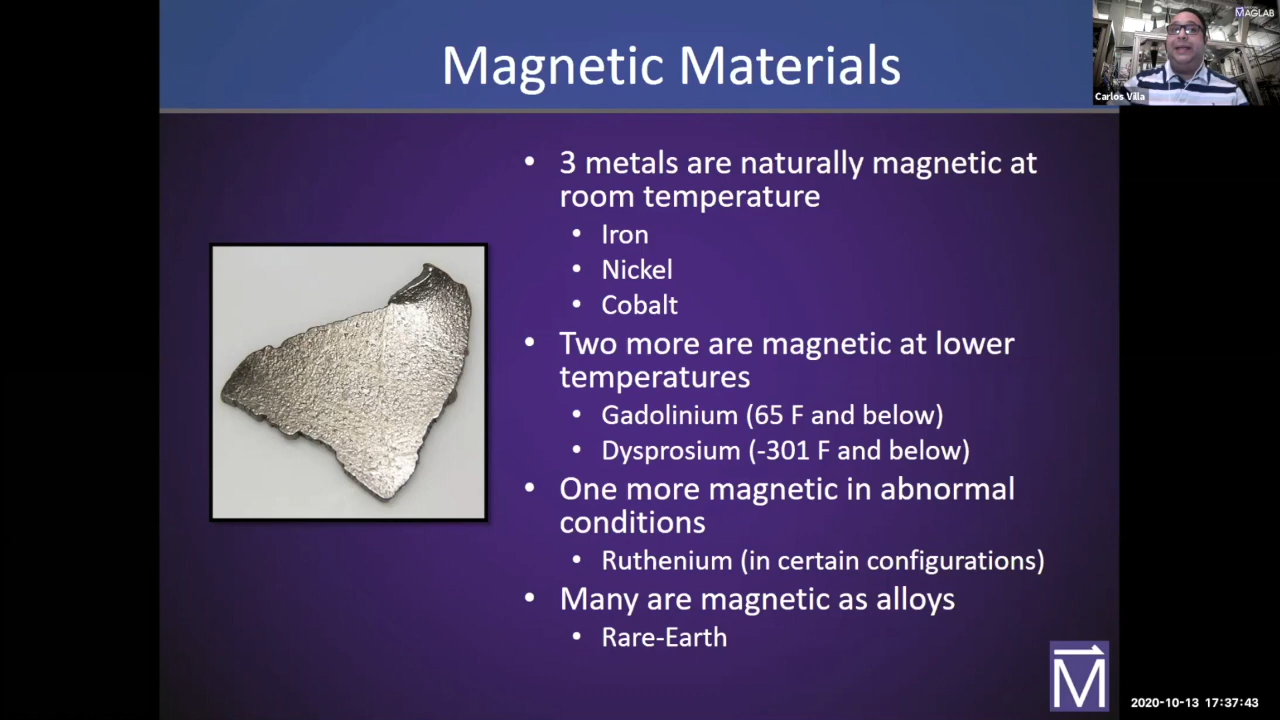 Magnetic Materials
MAGLAB
Carlos Villa
• 3 metals are naturally magnetic at
room temperature
• Iron
• Nickel
• Cobalt
• Two more are magnetic at lower
temperatures
• Gadolinium (65 F and below)
• Dysprosium (-301 F and below)
• One more magnetic in abnormal
conditions
• Ruthenium (in certain configurations)
• Many are magnetic as alloys
• Rare-Earth
M
2020-10-13 17:37:43